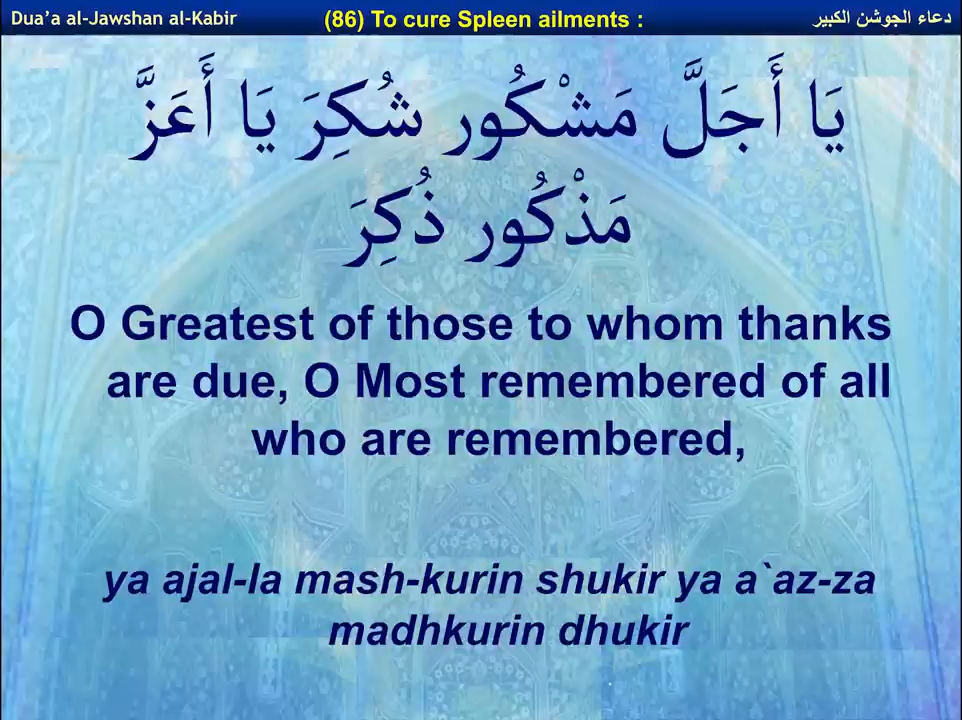 Dua'a al-Jawshan al-Kabir (86) To cure Spleen ailments : دعاء الجوشن الكبير
يَا أَجَلَّ مَشْكُور شُكِرَ يَا أَعَزَّ
مَذْكُور ذُكِرَ
O Greatest of those to whom thanks
are due, O Most remembered of all
who are remembered,
ya ajal-la mash-kurin shukir ya a`az-za
madhkurin dhukir